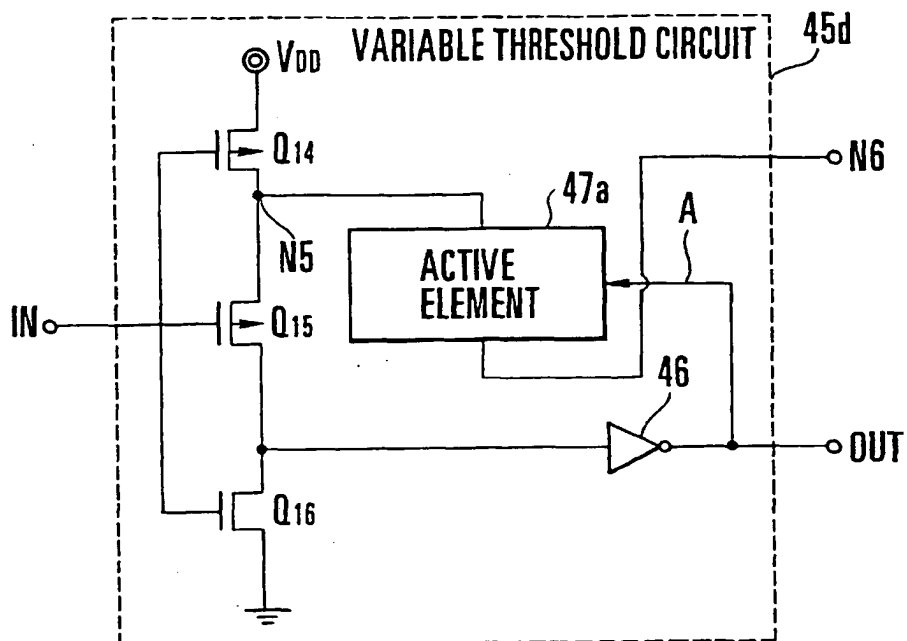 VARIABLE THRESHOLD CIRCUIT
45d
VDD
Q14
N6
47a
A
N5
ACTIVE
ELEMENT
IN
Q15
46
OUT
Q16